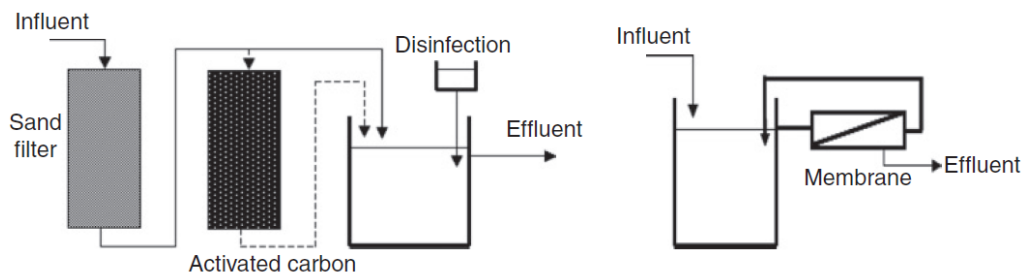 Influent
Sand
filter
Activated carbon
Disinfection
Effluent
Influent
Membrane
Effluent